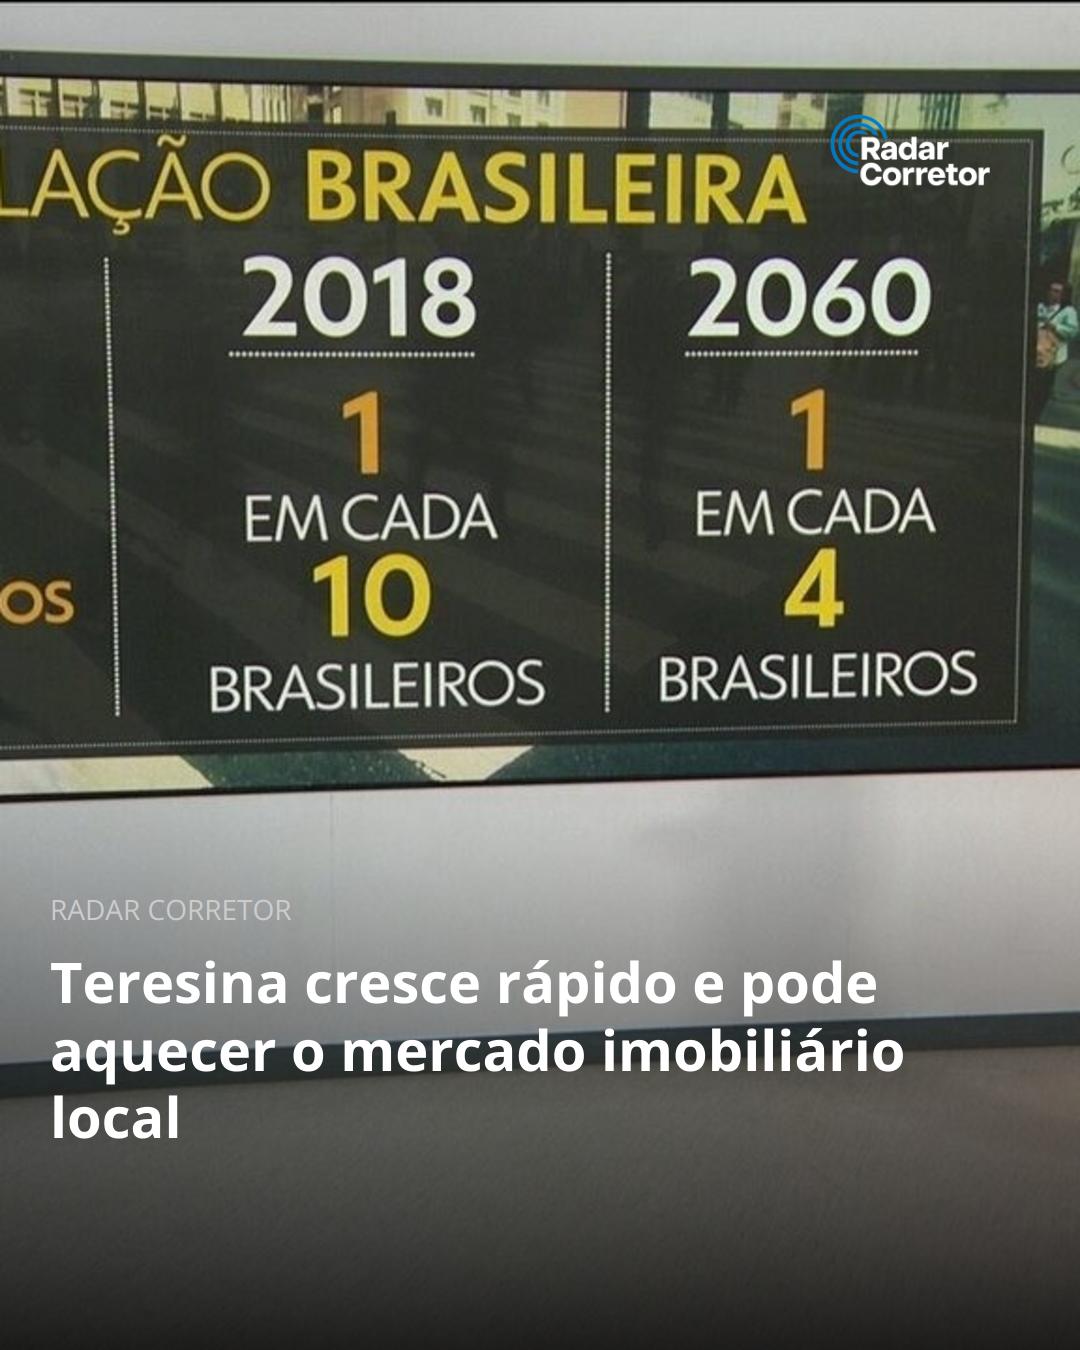 LAÇÃO BRASILEIRA
Radar
Corretor
2018
2060
1
EM CADA
10
BRASILEIROS
1
EM CADA
4
BRASILEIROS
OS
RADAR CORRETOR
Teresina cresce rápido e pode
aquecer o mercado imobiliário
local